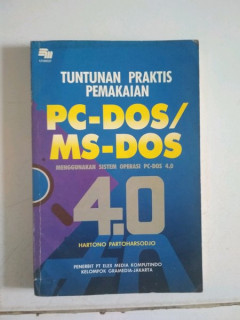 TUNTUNAN PRAKTIS
PEMAKAIAN
PC-DOS/
MS-DOS
MENGGUNAKAN SISTEM OPERASI PC-DOS 4.0
4.0
HARTONO PARTOHARSODJO
PENERBIT PT ELEX MEDIA KOMPUTINDO
KELOMPOK GRAMEDIA-JAKARTA